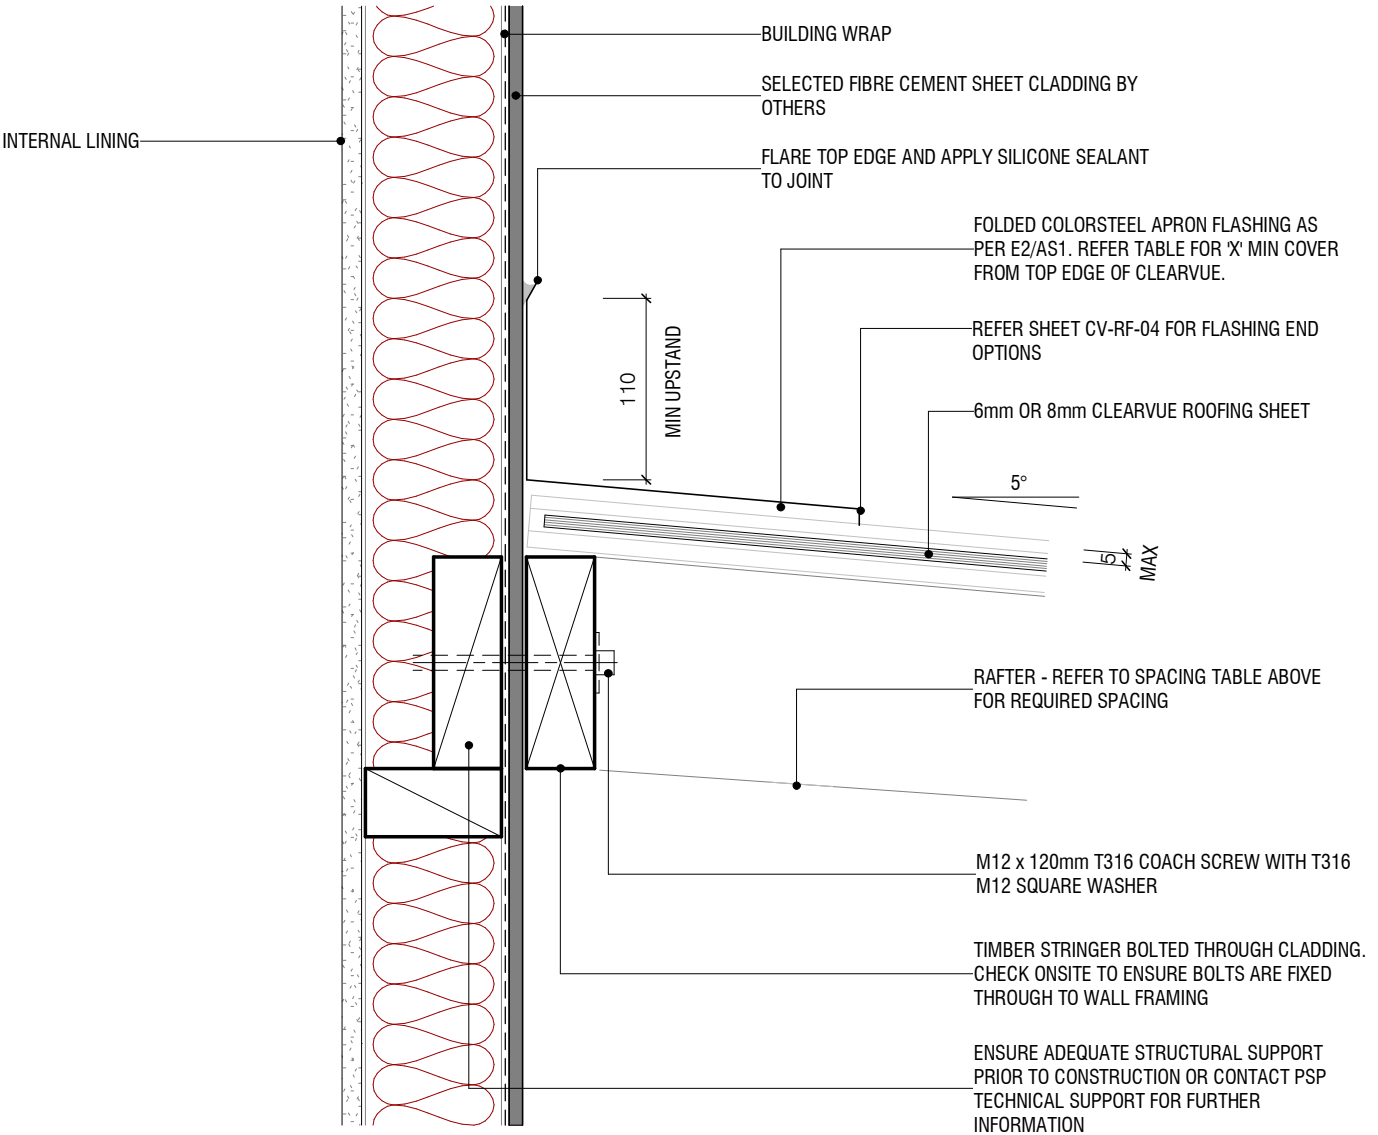 BUILDING WRAP
SELECTED FIBRE CEMENT SHEET CLADDING BY
OTHERS
INTERNAL LINING
FLARE TOP EDGE AND APPLY SILICONE SEALANT
TO JOINT
FOLDED COLORSTEEL APRON FLASHING AS
PER E2/AS1. REFER TABLE FOR 'X' MIN COVER
FROM TOP EDGE OF CLEARVUE.
REFER SHEET CV-RF-04 FOR FLASHING END
OPTIONS
110
MIN UPSTAND
6mm OR 8mm CLEARVUE ROOFING SHEET
5°
5
MAX
RAFTER - REFER TO SPACING TABLE ABOVE
FOR REQUIRED SPACING
M12 x 120mm T316 COACH SCREW WITH T316
M12 SQUARE WASHER
TIMBER STRINGER BOLTED THROUGH CLADDING.
CHECK ONSITE TO ENSURE BOLTS ARE FIXED
THROUGH TO WALL FRAMING
ENSURE ADEQUATE STRUCTURAL SUPPORT
PRIOR TO CONSTRUCTION OR CONTACT PSP
TECHNICAL SUPPORT FOR FURTHER
INFORMATION